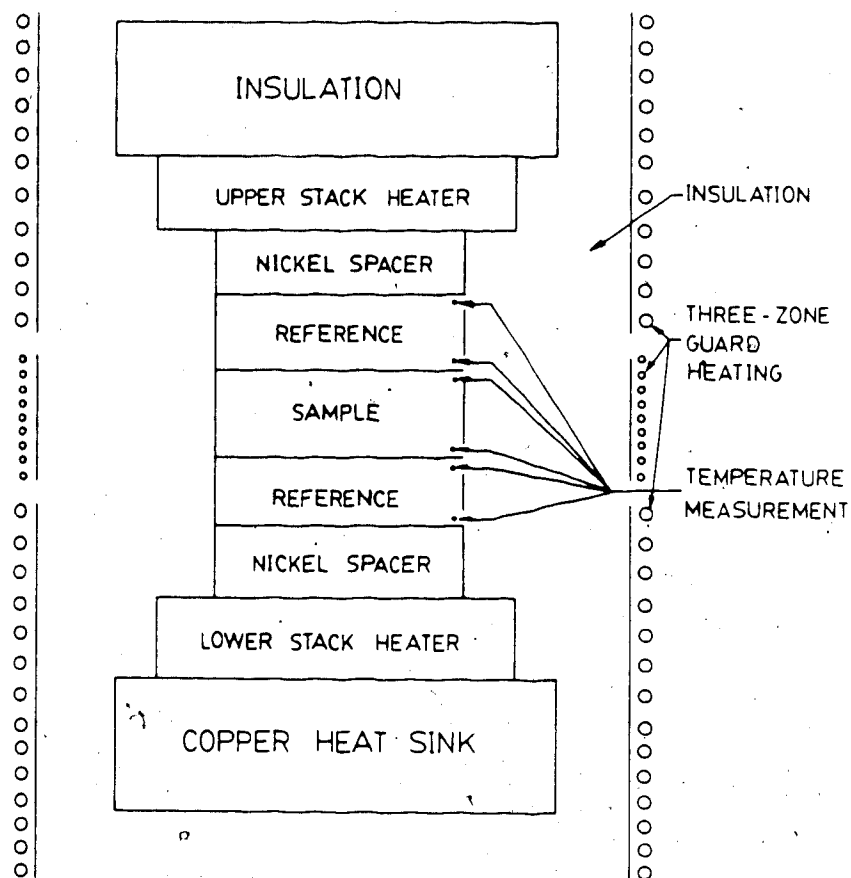 INSULATION
UPPER STACK HEATER
INSULATION
NICKEL SPACER
REFERENCE
THREE-ZONE
GUARD
HEATING
SAMPLE
TEMPERATURE
MEASUREMENT
REFERENCE
NICKEL SPACER
LOWER STACK HEATER
COPPER HEAT SINK